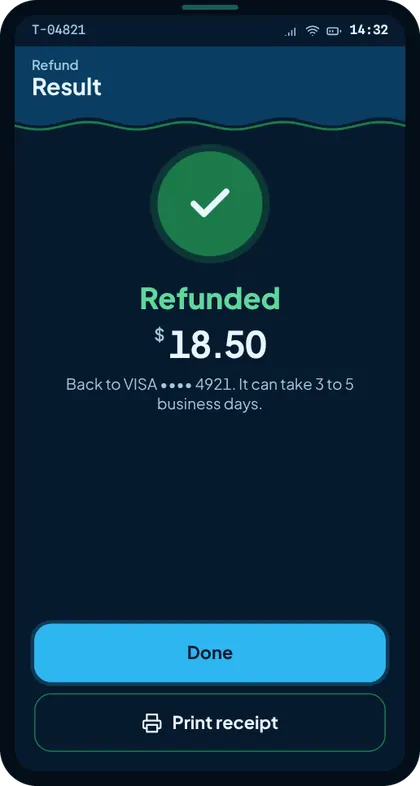 T-04821
14:32
Refund
Result
Refunded
$18.50
Back to VISA •••• 4921. It can take 3 to 5
business days.
Done
Print receipt